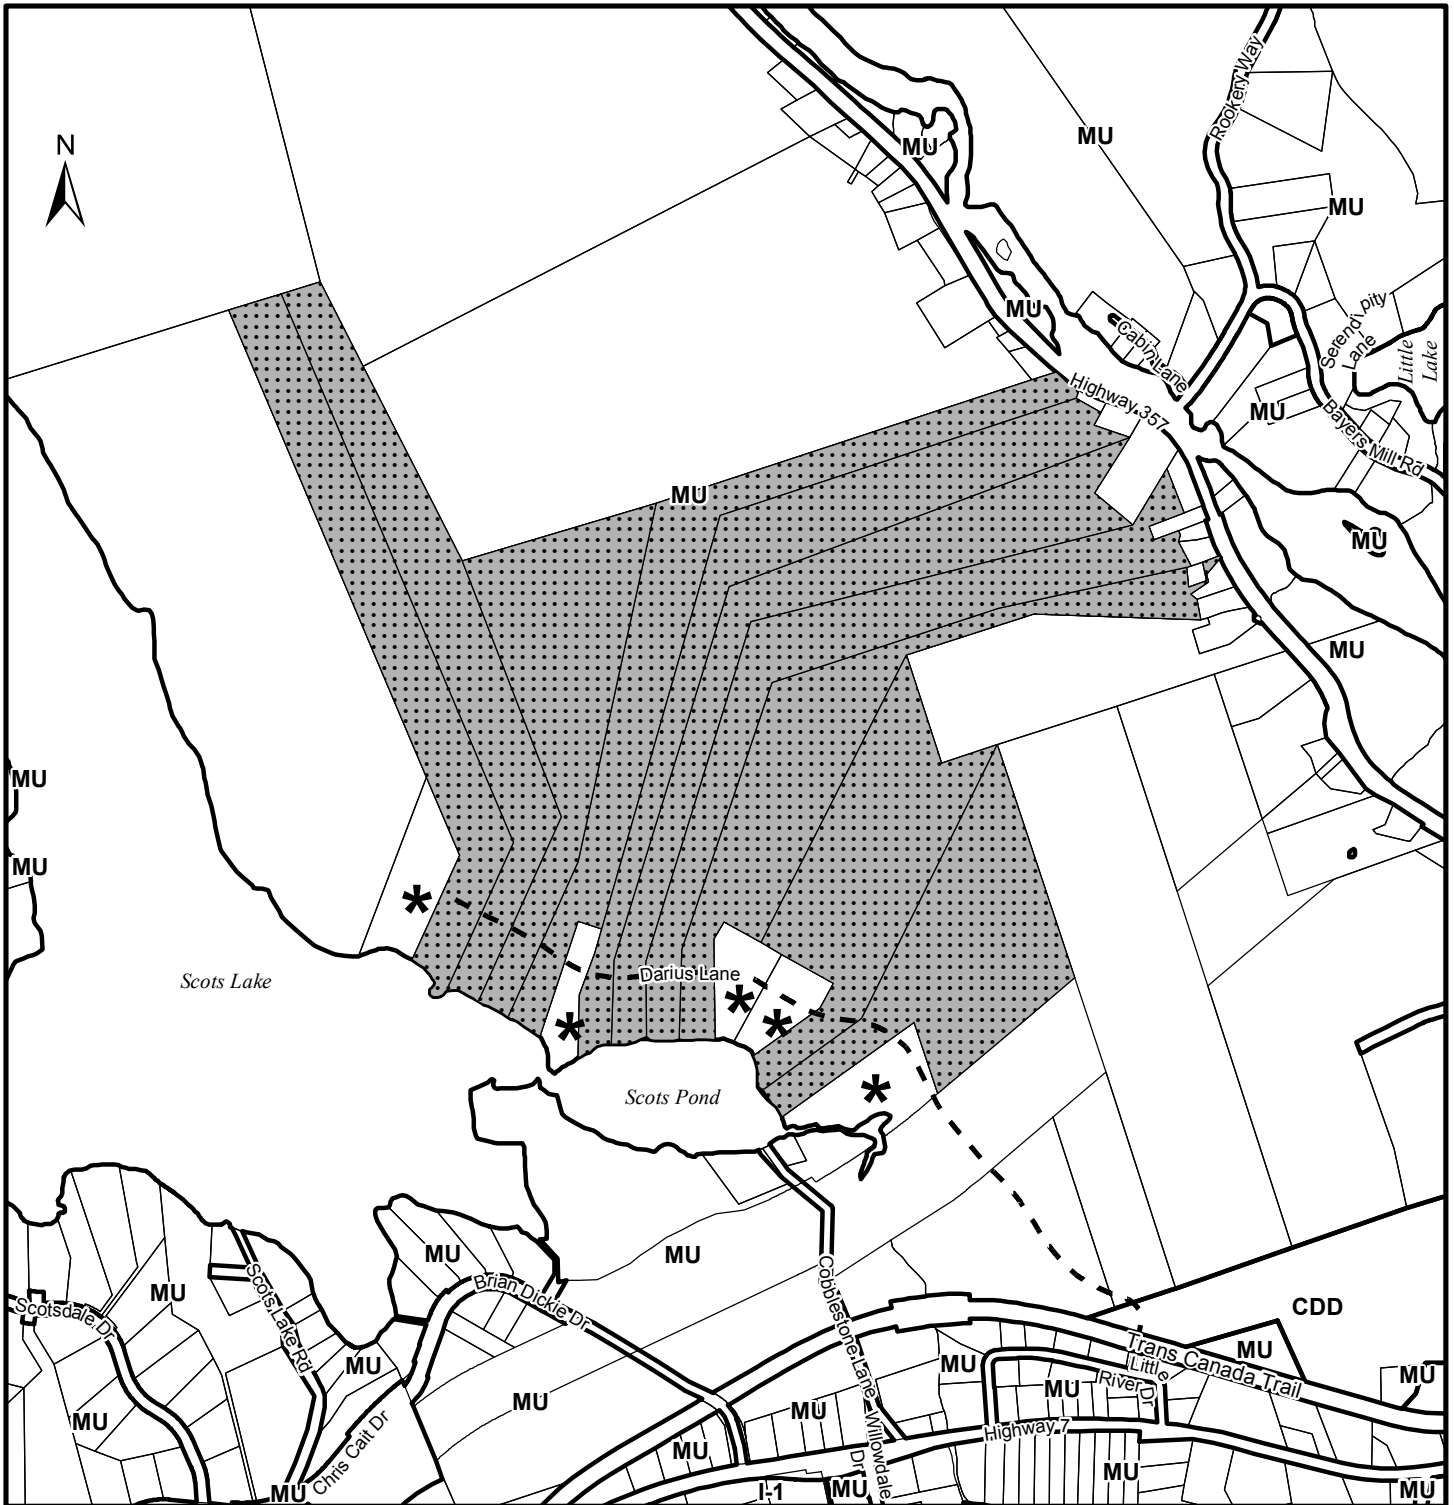 N
MU
MU
Rookery Way
MU
MU
Cabin Lane
Serendipity
Lane
Little
Lake
Highway 357
MU
Bayers Mill Rd
MU
MU
MU
MU
MU
*
Scots Lake
Darius Lane
*
*
*
Scots Pond
*
MU
MU
MU
Scots Lake Rd
Brian Dickie Dr
Cobblestone Lane
CDD
Scotsdale Dr
MU
MU
Trans Canada Trail
MU
Little
River Dr
MU
MU
MU
MU
MU
Chris Cait Dr
Willowdale
Dr
Highway 7
MU
MU
MU
I-1
MU
MU